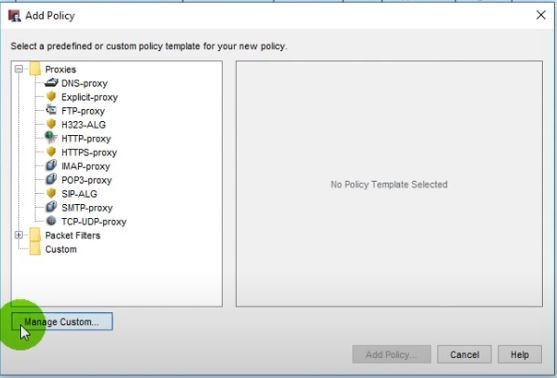 Add Policy
Select a predefined or custom policy template for your new policy.
Proxies
DNS-proxy
Explicit-proxy
FTP-proxy
H323-ALG
HTTP-proxy
HTTPS-proxy
IMAP-proxy
POP3-proxy
SIP-ALG
SMTP-proxy
TCP-UDP-proxy
Packet Filters
Custom
No Policy Template Selected
Manage Custom...
Add Policy...
Cancel
Help